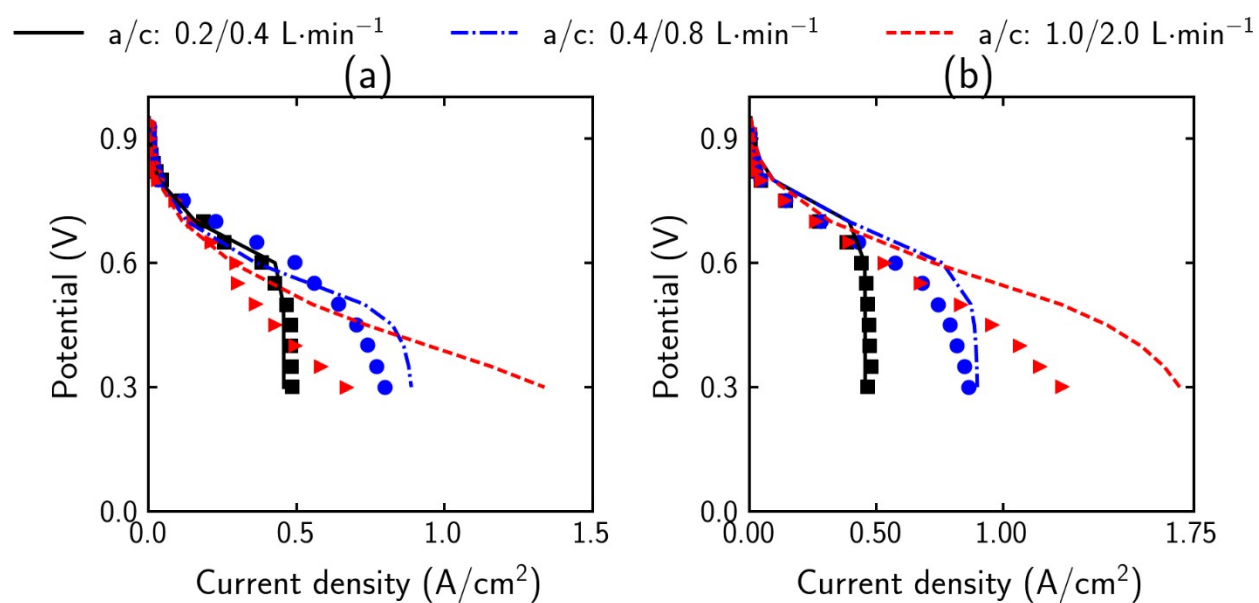 a/c: 0.2/0.4 L·min⁻¹ a/c: 0.4/0.8 L·min⁻¹ a/c: 1.0/2.0 L·min⁻¹
(a) (b)
0.9 0.9
0.6 0.6
0.3 0.3
0.0 0.0
0.0 0.5 1.0 1.5 0.00 0.50 1.00 1.75
Potential (V) Potential (V)
Current density (A/cm²) Current density (A/cm²)